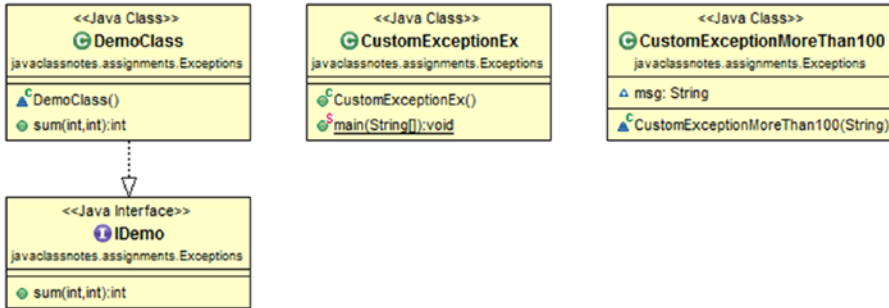 <<Java Class>>
DemoClass
javaclassnotes.assignments.Exceptions
DemoClass()
sum(int,int):int
<<Java Interface>>
IDemo
javaclassnotes.assignments.Exceptions
sum(int,int):int
<<Java Class>>
CustomExceptionEx
javaclassnotes.assignments.Exceptions
CustomExceptionEx()
main(String[]):void
<<Java Class>>
CustomExceptionMoreThan100
javaclassnotes.assignments.Exceptions
msg: String
CustomExceptionMoreThan100(String)